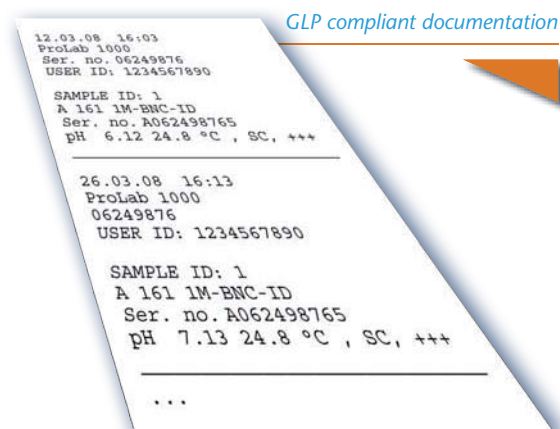 GLP compliant documentation
12.03.08 16:03
ProLab 1000
Ser. no. 06249876
USER ID: 1234567890
SAMPLE ID: 1
A 161 1M-BNC-ID
Ser. no. A062498765
pH 6.12 24.8 °C , SC, +++
26.03.08 16:13
ProLab 1000
06249876
USER ID: 1234567890
SAMPLE ID: 1
A 161 1M-BNC-ID
Ser. no. A062498765
pH 7.13 24.8 °C , SC, +++
...